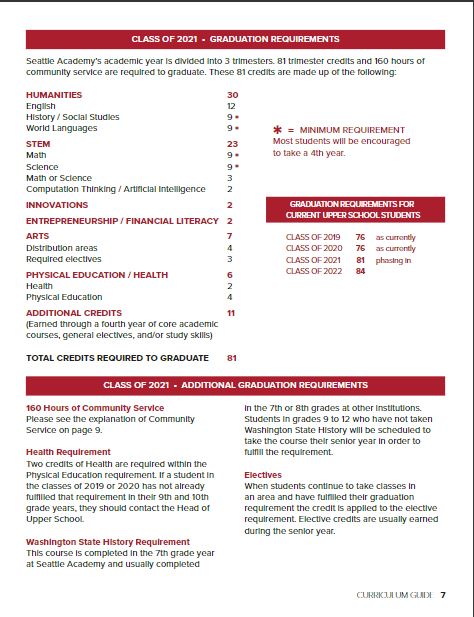 CLASS OF 2021 - GRADUATION REQUIREMENTS
Seattle Academy's academic year is divided into 3 trimesters. 81 trimester credits and 160 hours of
community service are required to graduate. These 81 credits are made up of the following:
HUMANITIES 30
English 12
History / Social Studies 9 *
World Languages 9 *
STEM 23
Math 9 *
Science 9 *
Math or Science 3
Computation Thinking / Artificial Intelligence 2
INNOVATIONS 2
ENTREPRENEURSHIP / FINANCIAL LITERACY 2
ARTS 7
Distribution areas 4
Required electives 3
PHYSICAL EDUCATION / HEALTH 6
Health 2
Physical Education 4
ADDITIONAL CREDITS 11
(Earned through a fourth year of core academic
courses, general electives, and/or study skills)
TOTAL CREDITS REQUIRED TO GRADUATE 81
* = MINIMUM REQUIREMENT
Most students will be encouraged
to take a 4th year.
GRADUATION REQUIREMENTS FOR
CURRENT UPPER SCHOOL STUDENTS
CLASS OF 2019 76 as currently
CLASS OF 2020 76 as currently
CLASS OF 2021 81 phasing in
CLASS OF 2022 84
CLASS OF 2021 - ADDITIONAL GRADUATION REQUIREMENTS
160 Hours of Community Service
Please see the explanation of Community
Service on page 9.
Health Requirement
Two credits of Health are required within the
Physical Education requirement. If a student in
the classes of 2019 or 2020 has not already
fulfilled that requirement in their 9th and 10th
grade years, they should contact the Head of
Upper School.
Washington State History Requirement
This course is completed in the 7th grade year
at Seattle Academy and usually completed
in the 7th or 8th grades at other institutions.
Students in grades 9 to 12 who have not taken
Washington State History will be scheduled to
take the course their senior year in order to
fulfill the requirement.
Electives
When students continue to take classes in
an area and have fulfilled their graduation
requirement the credit is applied to the elective
requirement. Elective credits are usually earned
during the senior year.
CURRICULUM GUIDE 7